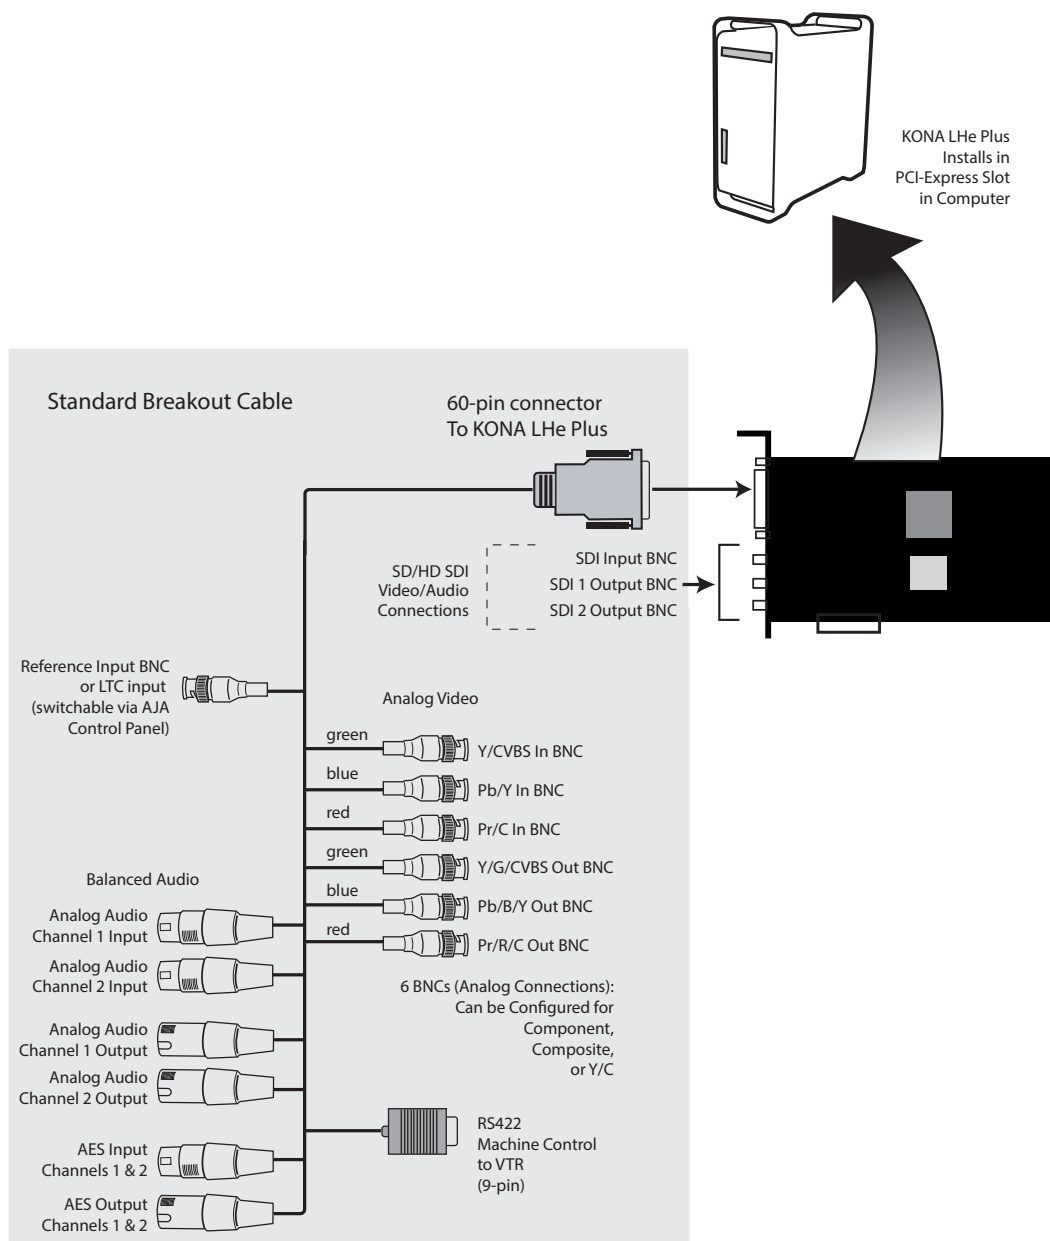 KONA LHe Plus
Installs in
PCI-Express Slot
in Computer
Standard Breakout Cable
60-pin connector
To KONA LHe Plus
SD/HD SDI
Video/Audio
Connections
SDI Input BNC
SDI 1 Output BNC
SDI 2 Output BNC
Reference Input BNC
or LTC input
(switchable via AJA
Control Panel)
Analog Video
green
Y/CVBS In BNC
blue
Pb/Y In BNC
red
Pr/C In BNC
green
Y/G/CVBS Out BNC
blue
Pb/B/Y Out BNC
red
Pr/R/C Out BNC
6 BNCs (Analog Connections):
Can be Configured for
Component,
Composite,
or Y/C
Balanced Audio
Analog Audio
Channel 1 Input
Analog Audio
Channel 2 Input
Analog Audio
Channel 1 Output
Analog Audio
Channel 2 Output
AES Input
Channels 1 & 2
AES Output
Channels 1 & 2
RS422
Machine Control
to VTR
(9-pin)